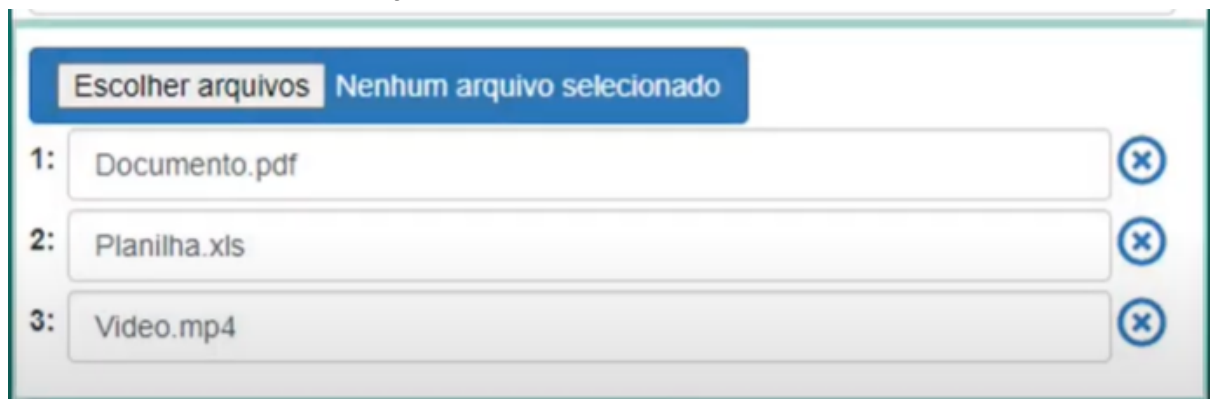 Escolher arquivos Nenhum arquivo selecionado
1: Documento.pdf
2: Planilha.xls
3: Video.mp4